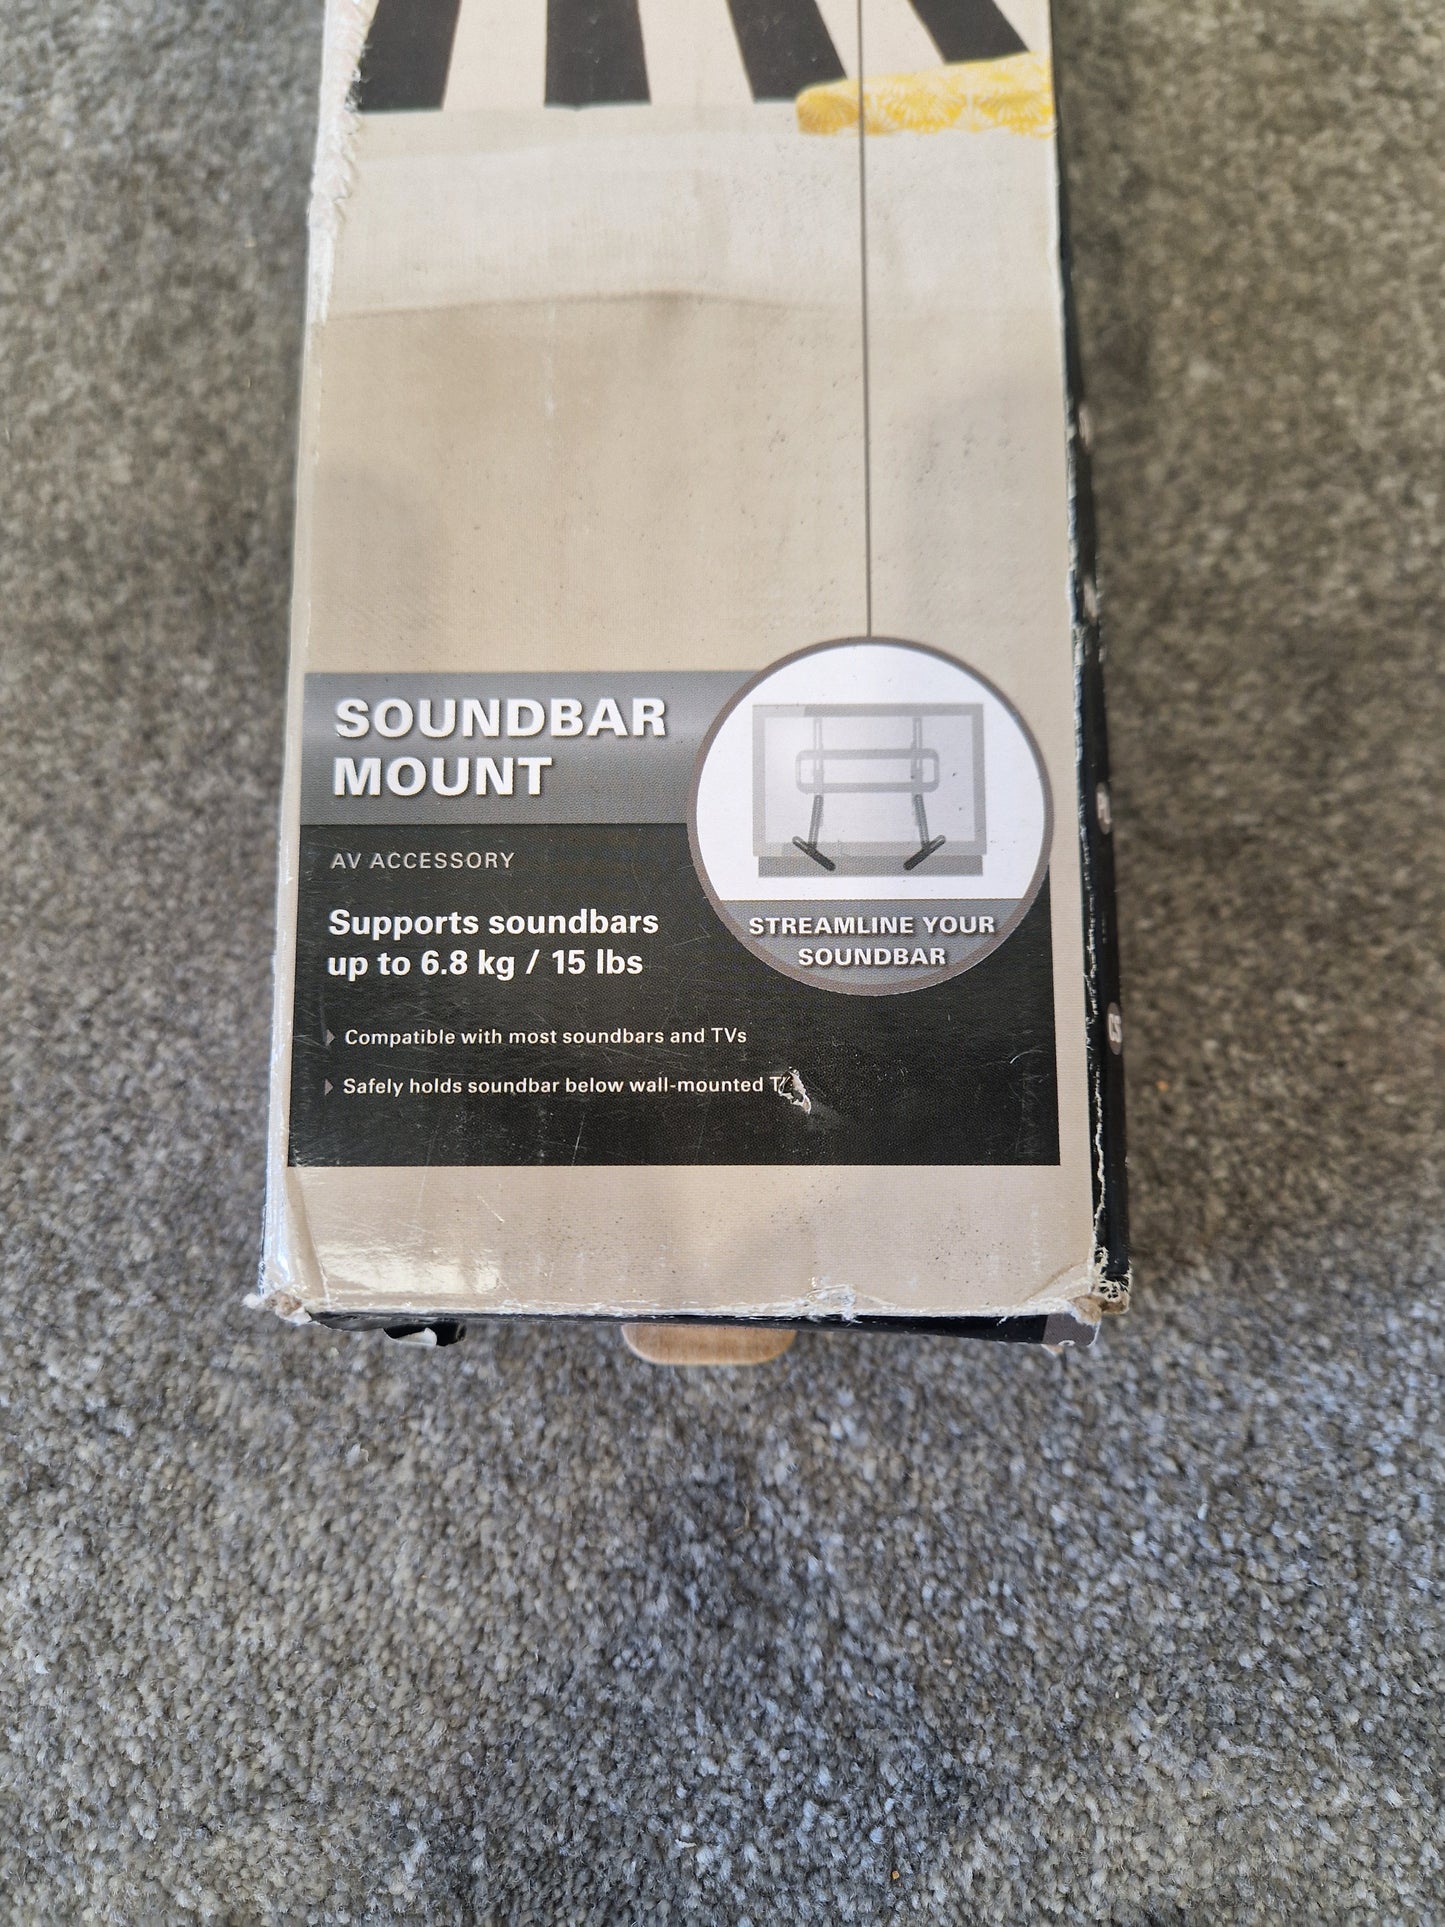 SOUNDBAR
MOUNT
AV ACCESSORY
Supports soundbars
up to 6.8 kg / 15 lbs
Compatible with most soundbars and TVs
Safely holds soundbar below wall-mounted
STREAMLINE YOUR
SOUNDBAR